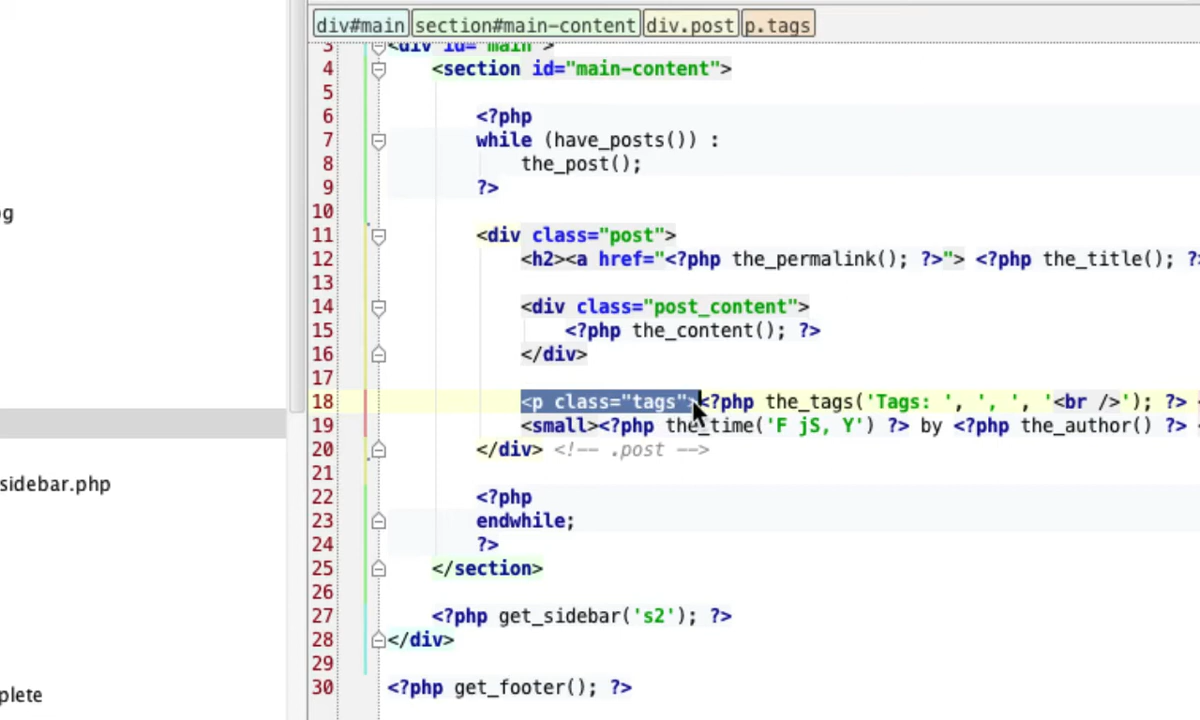 div#main section#main-content div.post p.tags
3 <div id="main">
4 <section id="main-content">
5
6 <?php
7 while (have_posts()) :
8 the_post();
9 ?>
10
11 <div class="post">
12 <h2><a href="<?php the_permalink(); ?>"> <?php the_title(); ?>
13
14 <div class="post_content">
15 <?php the_content(); ?>
16 </div>
17
18 <p class="tags"><?php the_tags('Tags: ', ', ', '<br />'); ?>
19 <small><?php the_time('F jS, Y') ?> by <?php the_author() ?>
20 </div> <!-- .post -->
21
22 <?php
23 endwhile;
24 ?>
25 </section>
26
27 <?php get_sidebar('s2'); ?>
28 </div>
29
30 <?php get_footer(); ?>
og
sidebar.php
plete